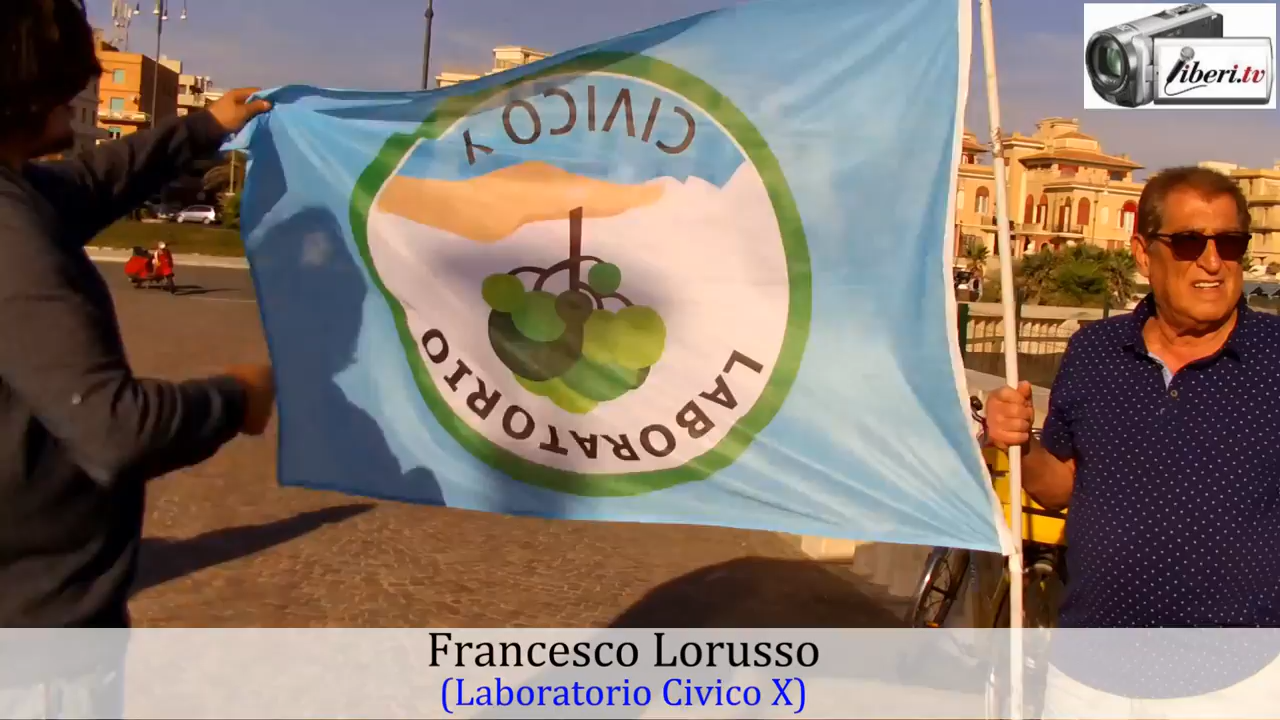 liberi.tv
CIVICO X
LABORATORIO
Francesco Lorusso
(Laboratorio Civico X)